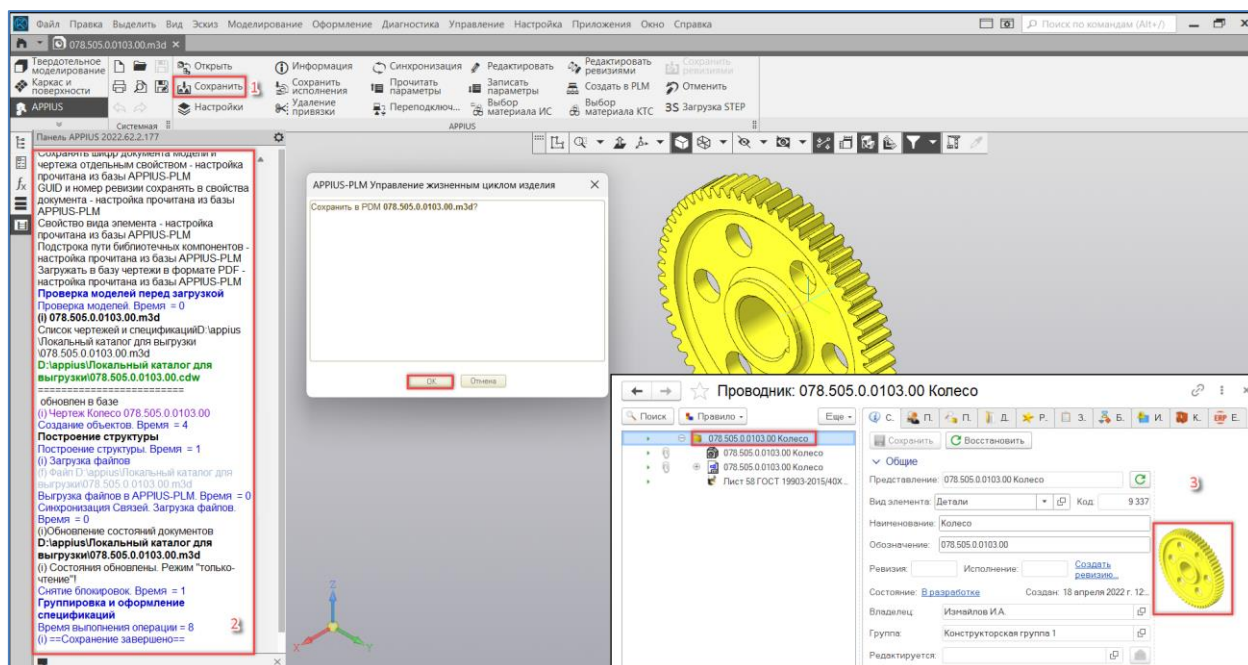 Файл Правка Выделить Вид Эскиз Моделирование Оформление Диагностика Управление Настройка Приложения Окно Справка
Поиск по командам (Alt+/)
078.505.0.0103.00.m3d
Твердотельное моделирование
Каркас и поверхности
APPIUS
Системная
Открыть
Сохранить
1
Настройки
Информация
Сохранить исполнения
Удаление привязки
Синхронизация
Прочитать параметры
Переподключ...
Редактировать
Записать параметры
Выбор материала ИС
Редактировать ревизиями
Создать в PLM
Выбор материала КТС
Сохранить ревизиями
Отменить
3S Загрузка STEP
APPIUS
Панель APPIUS 2022.62.2.177
Сохранять шифр документа модели и
чертежа отдельным свойством - настройка
прочитана из базы APPIUS-PLM
GUID и номер ревизии сохранять в свойства
документа - настройка прочитана из базы
APPIUS-PLM
Свойство вида элемента - настройка
прочитана из базы APPIUS-PLM
Подстрока пути библиотечных компонентов -
настройка прочитана из базы APPIUS-PLM
Загружать в базу чертежи в формате PDF -
настройка прочитана из базы APPIUS-PLM
Проверка моделей перед загрузкой
Проверка моделей. Время = 0
(i) 078.505.0.0103.00.m3d
Список чертежей и спецификацийD:\appius
\Локальный каталог для выгрузки
\078.505.0.0103.00.m3d
D:\appius\Локальный каталог для
выгрузки\078.505.0.0103.00.cdw
==========================
обновлен в базе
(i) Чертеж Колесо 078.505.0.0103.00
Создание объектов. Время = 4
Построение структуры
Построение структуры. Время = 1
(i) Загрузка файлов
(f) Файл D:\appius\Локальный каталог для
выгрузки\078.505.0.0103.00.m3d
Выгрузка файлов в APPIUS-PLM. Время = 0
Синхронизация Связей. Загрузка файлов.
Время = 0
(i)Обновление состояний документов
D:\appius\Локальный каталог для
выгрузки\078.505.0.0103.00.m3d
(i) Состояния обновлены. Режим "только-
чтение"!
Снятие блокировок. Время = 1
Группировка и оформление
спецификаций
Время выполнения операции = 8
(i) ==Сохранение завершено==
2
APPIUS-PLM Управление жизненным циклом изделия
Сохранить в PDM 078.505.0.0103.00.m3d?
OK
Отмена
Z
X
Y
Проводник: 078.505.0.0103.00 Колесо
Поиск
Правило
Еще
078.505.0.0103.00 Колесо
078.505.0.0103.00 Колесо
078.505.0.0103.00 Колесо
Лист 58 ГОСТ 19903-2015/40Х...
С. П. П. Д. Р. З. Б. И. К. ERP Е.
Сохранить
Восстановить
Общие
Представление: 078.505.0.0103.00 Колесо
Вид элемента: Детали Код: 9 337
Наименование: Колесо
Обозначение: 078.505.0.0103.00
Ревизия: Исполнение: Создать ревизию...
Состояние: В разработке Создан: 18 апреля 2022 г. 12:..
Владелец: Измайлов И.А.
Группа: Конструкторская группа 1
Редактируется:
3